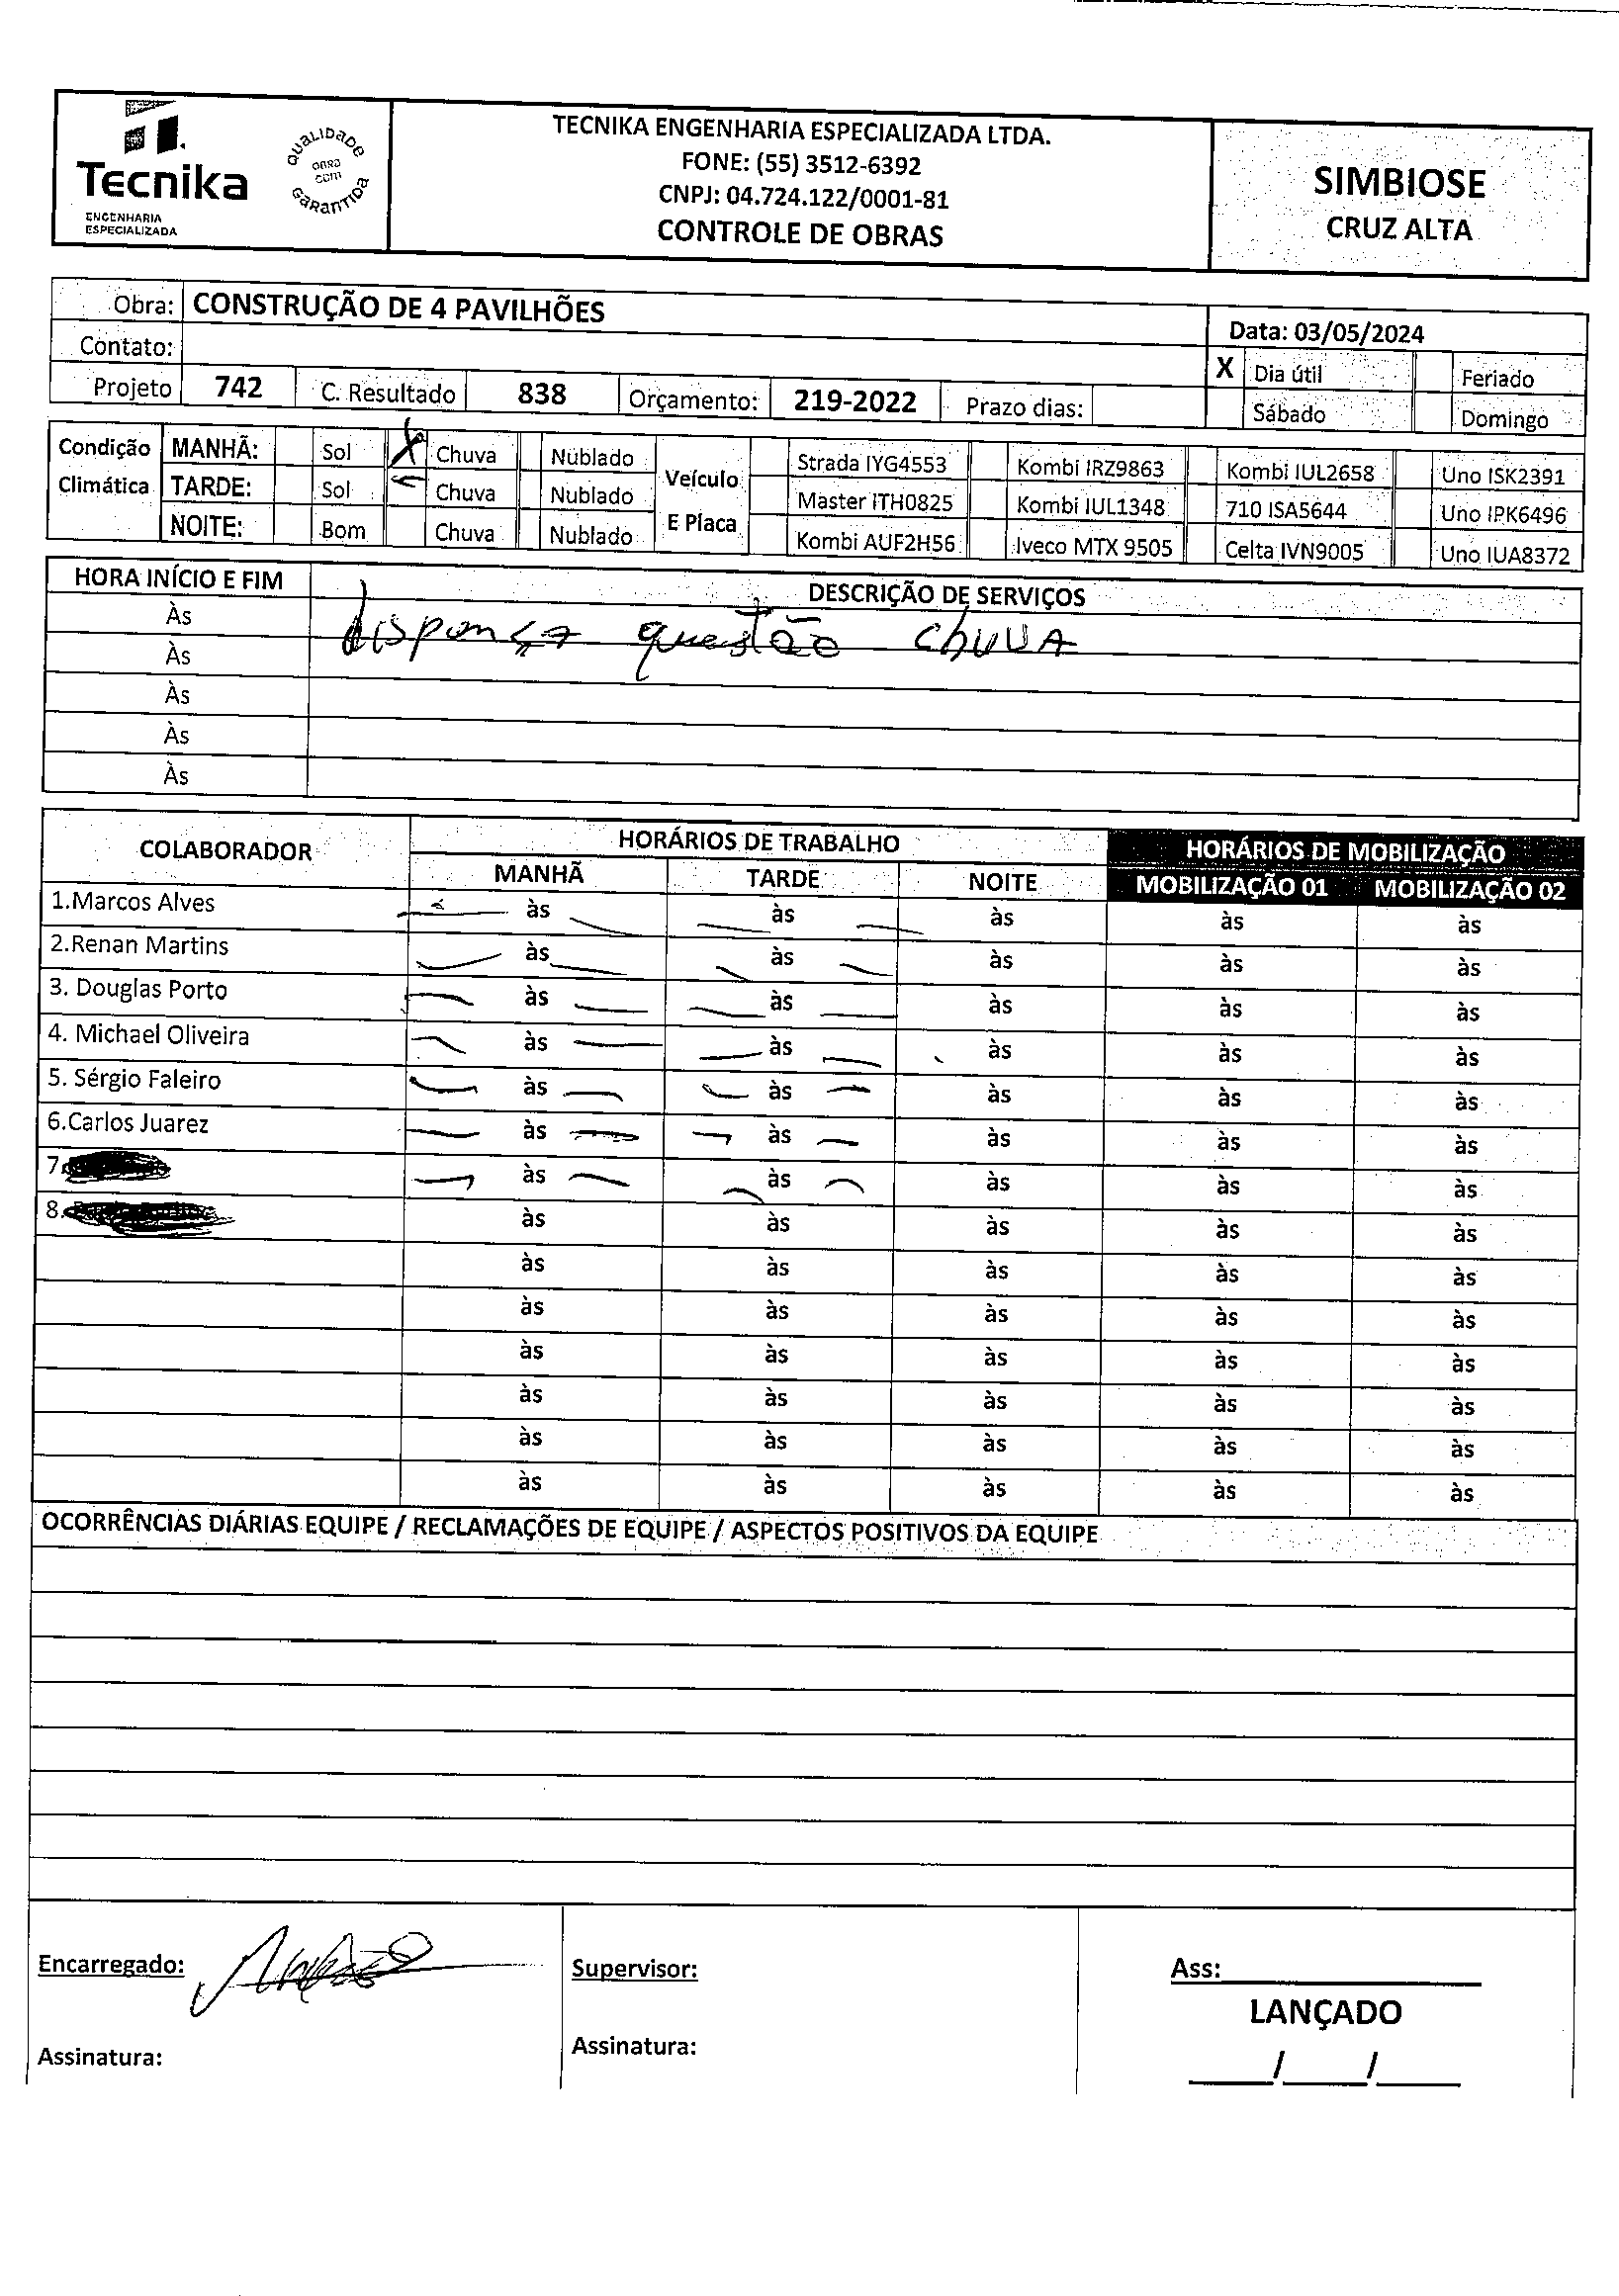 Tecnika
ENGENHARIA
ESPECIALIZADA
QUALIDADE
OBRA
COM
GARANTIDA
TECNIKA ENGENHARIA ESPECIALIZADA LTDA.
FONE: (55) 3512-6392
CNPJ: 04.724.122/0001-81
CONTROLE DE OBRAS
SIMBIOSE
CRUZ ALTA
Obra: CONSTRUÇÃO DE 4 PAVILHÕES
Data: 03/05/2024
Contato:
X Dia útil Feriado
Projeto 742 C. Resultado 838 Orçamento: 219-2022 Prazo dias:
Sábado Domingo
Condição MANHÃ: Sol X Chuva Nublado Veículo Strada IYG4553 Kombi IRZ9863 Kombi IUL2658 Uno ISK2391
Climática TARDE: Sol Chuva Nublado Master ITH0825 Kombi IUL1348 710 ISA5644 Uno IPK6496
NOITE: Bom Chuva Nublado E Placa Kombi AUF2H56 Iveco MTX 9505 Celta IVN9005 Uno IUA8372
HORA INÍCIO E FIM DESCRIÇÃO DE SERVIÇOS
Às dispença questão chuva
Às
Às
Às
Às
COLABORADOR HORÁRIOS DE TRABALHO HORÁRIOS DE MOBILIZAÇÃO
MANHÃ TARDE NOITE MOBILIZAÇÃO 01 MOBILIZAÇÃO 02
1.Marcos Alves às às às às às
2.Renan Martins às às às às às
3. Douglas Porto às às às às às
4. Michael Oliveira às às às às às
5. Sérgio Faleiro às às às às às
6.Carlos Juarez às às às às às
7. às às às às às
8. às às às às às
às às às às às
às às às às às
às às às às às
às às às às às
às às às às às
às às às às às
OCORRÊNCIAS DIÁRIAS EQUIPE / RECLAMAÇÕES DE EQUIPE / ASPECTOS POSITIVOS DA EQUIPE
Encarregado:
Supervisor:
Ass:
LANÇADO
Assinatura:
Assinatura:
___/___/___